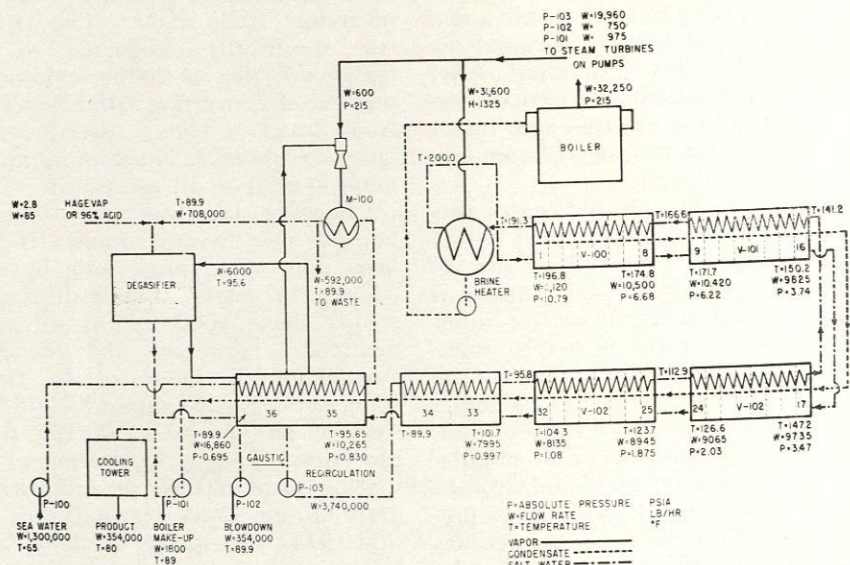 P-103 W=19,960
P-102 W= 750
P-101 W= 975
TO STEAM TURBINES
ON PUMPS
W=600
P=215
W=31,600
H=1325
W=32,250
P=215
BOILER
T=200.0
M-100
W=2.8
W=85
HAGEVAP
OR 96% ACID
T=89.9
W=708,000
DEGASIFIER
W=6000
T=95.6
W=592,000
T=89.9
TO WASTE
BRINE
HEATER
T=191.3
T=166.6
T=141.2
1 V-100 8
9 V-101 16
T=196.8
P=10.79
T=174.8
W=10,500
P=6.68
T=171.7
W=10,420
P=6.22
T=150.2
W=9825
P=3.74
36 35
34 33
T=95.8
32 V-102 25
T=112.9
24 V-102 17
T=89.9
W=16,860
P=0.695
T=95.65
W=10,265
P=0.830
T=89.9
T=101.7
W=7995
P=0.997
T=104.3
W=8135
P=1.08
T=123.7
W=8945
P=1.875
T=126.6
W=9065
P=2.03
T=147.2
W=9735
P=3.47
CAUSTIC
RECIRCULATION
W=3,740,000
COOLING
TOWER
P-100
P-101
P-102
P-103
SEA WATER
W=1,300,000
T=65
PRODUCT
W=354,000
T=80
BOILER
MAKE-UP
W=1800
T=89
BLOWDOWN
W=354,000
T=89.9
P=ABSOLUTE PRESSURE PSIA
W=FLOW RATE LB/HR
T=TEMPERATURE °F
VAPOR
CONDENSATE
SALT WATER